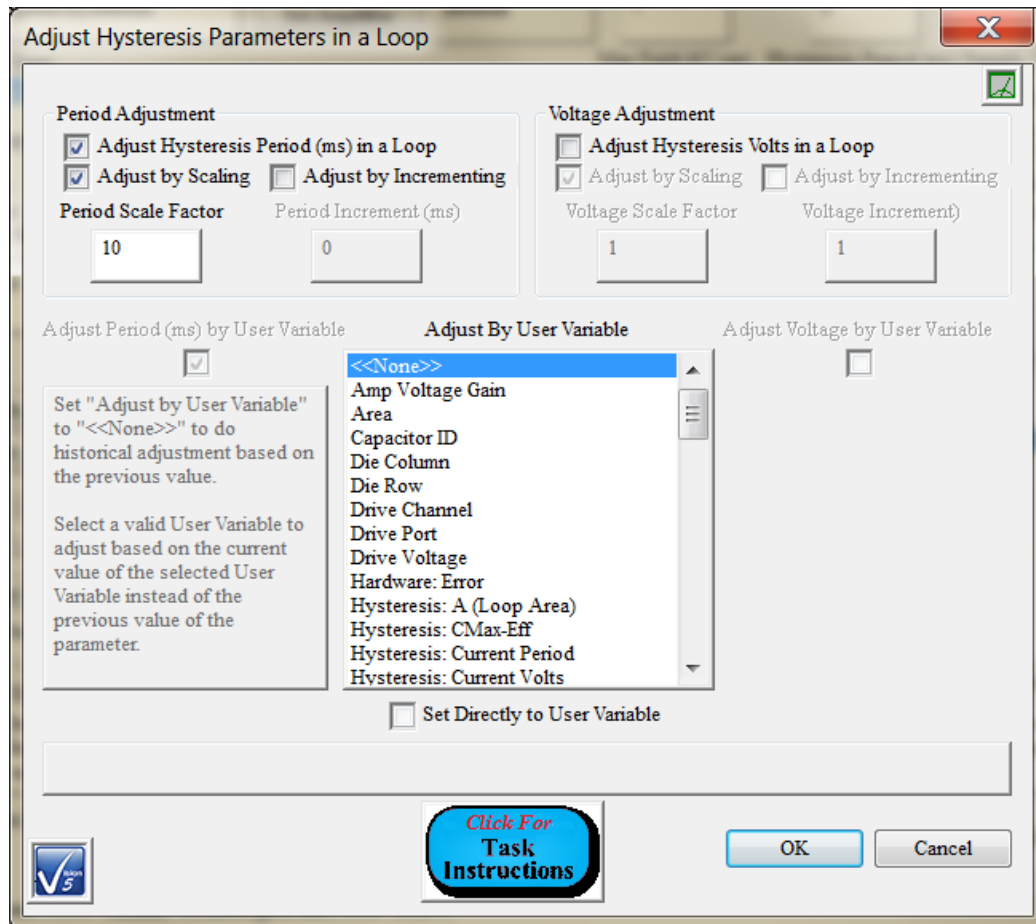 Adjust Hysteresis Parameters in a Loop
Period Adjustment
Adjust Hysteresis Period (ms) in a Loop
Adjust by Scaling
Adjust by Incrementing
Period Scale Factor
Period Increment (ms)
10
0
Voltage Adjustment
Adjust Hysteresis Volts in a Loop
Adjust by Scaling
Adjust by Incrementing
Voltage Scale Factor
Voltage Increment)
1
1
Adjust Period (ms) by User Variable
Adjust By User Variable
Adjust Voltage by User Variable
Set "Adjust by User Variable"
to "<<None>>" to do
historical adjustment based on
the previous value.
Select a valid User Variable to
adjust based on the current
value of the selected User
Variable instead of the
previous value of the
parameter.
<<None>>
Amp Voltage Gain
Area
Capacitor ID
Die Column
Die Row
Drive Channel
Drive Port
Drive Voltage
Hardware: Error
Hysteresis: A (Loop Area)
Hysteresis: CMax-Eff
Hysteresis: Current Period
Hysteresis: Current Volts
Set Directly to User Variable
Click For
Task
Instructions
OK
Cancel
Vision
5